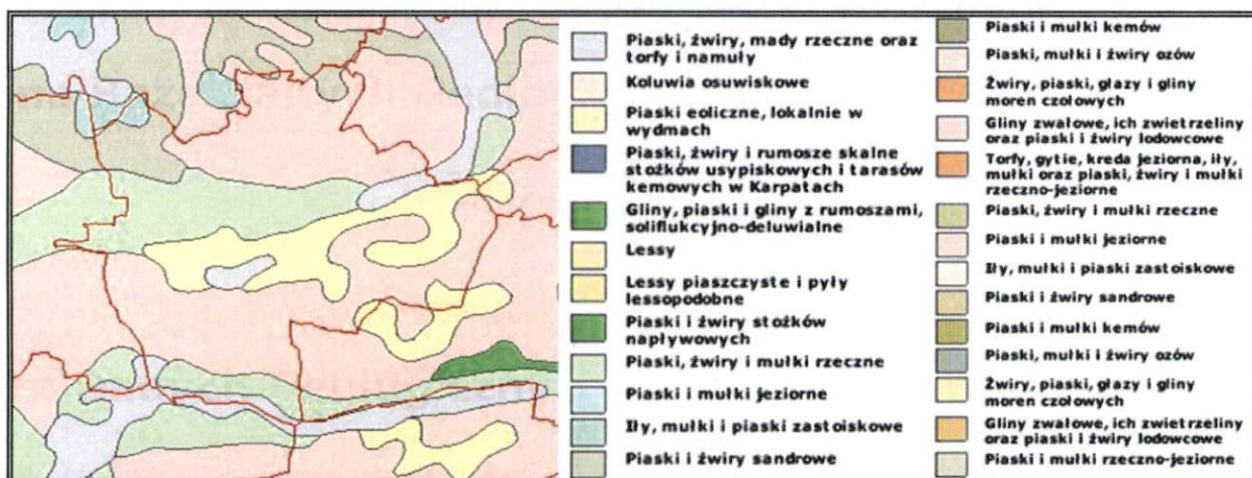 Piaski, żwiry, mady rzeczne oraz
torfy i namuły
Koluwia osuwiskowe
Piaski eoliczne, lokalnie w
wydmach
Piaski, żwiry i rumosze skalne
stożków usypiskowych i tarasów
kemowych w Karpatach
Gliny, piaski i gliny z rumoszami,
soliflukcyjno-deluwialne
Lessy
Lessy piaszczyste i pyły
lessopodobne
Piaski i żwiry stożków
napływowych
Piaski, żwiry i mułki rzeczne
Piaski i mułki jeziorne
Iły, mułki i piaski zastoiskowe
Piaski i żwiry sandrowe
Piaski i mułki kemów
Piaski, mułki i żwiry ozów
Żwiry, piaski, głazy i gliny
moren czołowych
Gliny zwałowe, ich zwietrzeliny
oraz piaski i żwiry lodowcowe
Torfy, gytie, kreda jeziorna, iły,
mułki oraz piaski, żwiry i mułki
rzeczno-jeziorne
Piaski, żwiry i mułki rzeczne
Piaski i mułki jeziorne
Iły, mułki i piaski zastoiskowe
Piaski i żwiry sandrowe
Piaski i mułki kemów
Piaski, mułki i żwiry ozów
Żwiry, piaski, głazy i gliny
moren czołowych
Gliny zwałowe, ich zwietrzeliny
oraz piaski i żwiry lodowcowe
Piaski i mułki rzeczno-jeziorne